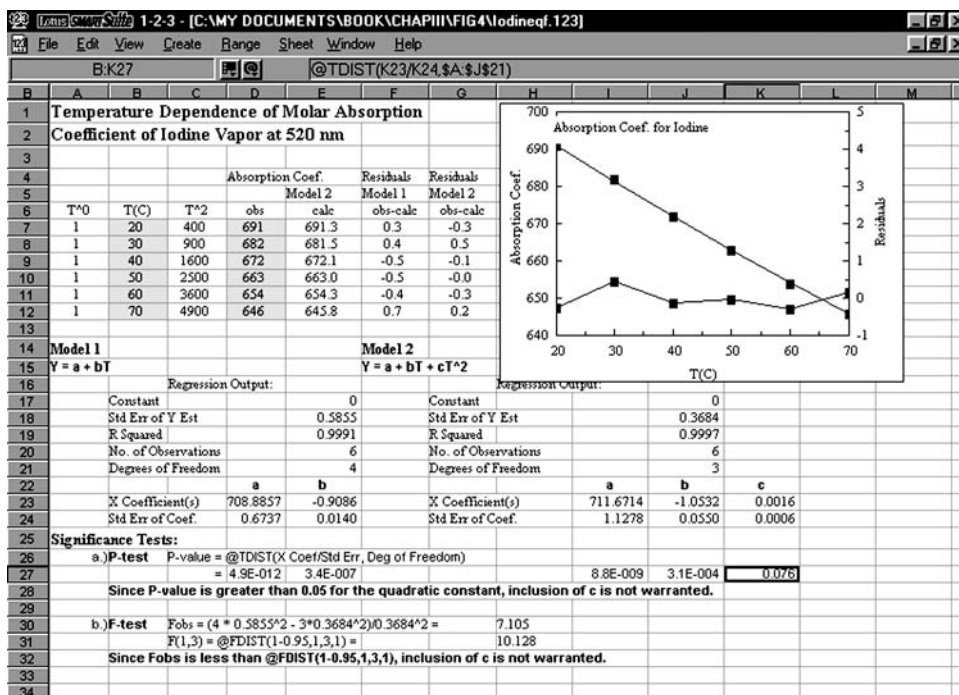 Lotus SmartSuite 1-2-3 - [C:\MY DOCUMENTS\BOOK\CHAPIII\FIG4\Iodineqf.123]
File Edit View Create Range Sheet Window Help
B:K27 @TDIST(K23/K24,$A:$J$21)
B A B C D E F G H I J K L M
1 Temperature Dependence of Molar Absorption
2 Coefficient of Iodine Vapor at 520 nm
3
4 Absorption Coef. Residuals Residuals
5 Model 2 Model 1 Model 2
6 T^0 T(C) T^2 obs calc obs-calc obs-calc
7 1 20 400 691 691.3 0.3 -0.3
8 1 30 900 682 681.5 0.4 0.5
9 1 40 1600 672 672.1 -0.5 -0.1
10 1 50 2500 663 663.0 -0.5 -0.0
11 1 60 3600 654 654.3 -0.4 -0.3
12 1 70 4900 646 645.8 0.7 0.2
13
Absorption Coef. for Iodine
Absorption Coef.
700
690
680
670
660
650
640
5
4
3
2
1
0
-1
Residuals
20 30 40 50 60 70
T(C)
14 Model 1 Model 2
15 Y = a + bT Y = a + bT + cT^2
16 Regression Output: Regression Output:
17 Constant 0 Constant 0
18 Std Err of Y Est 0.5855 Std Err of Y Est 0.3684
19 R Squared 0.9991 R Squared 0.9997
20 No. of Observations 6 No. of Observations 6
21 Degrees of Freedom 4 Degrees of Freedom 3
22 a b a b c
23 X Coefficient(s) 708.8857 -0.9086 X Coefficient(s) 711.6714 -1.0532 0.0016
24 Std Err of Coef. 0.6737 0.0140 Std Err of Coef. 1.1278 0.0550 0.0006
25 Significance Tests:
26 a.)P-test P-value = @TDIST(X Coef/Std Err, Deg of Freedom)
27 = 4.9E-012 3.4E-007 8.8E-009 3.1E-004 0.076
28 Since P-value is greater than 0.05 for the quadratic constant, inclusion of c is not warranted.
29
30 b.)F-test Fobs = (4 * 0.5855^2 - 3*0.3684^2)/0.3684^2 = 7.105
31 F(1,3) = @FDIST(1-0.95,1,3,1) = 10.128
32 Since Fobs is less than @FDIST(1-0.95,1,3,1), inclusion of c is not warranted.
33
34